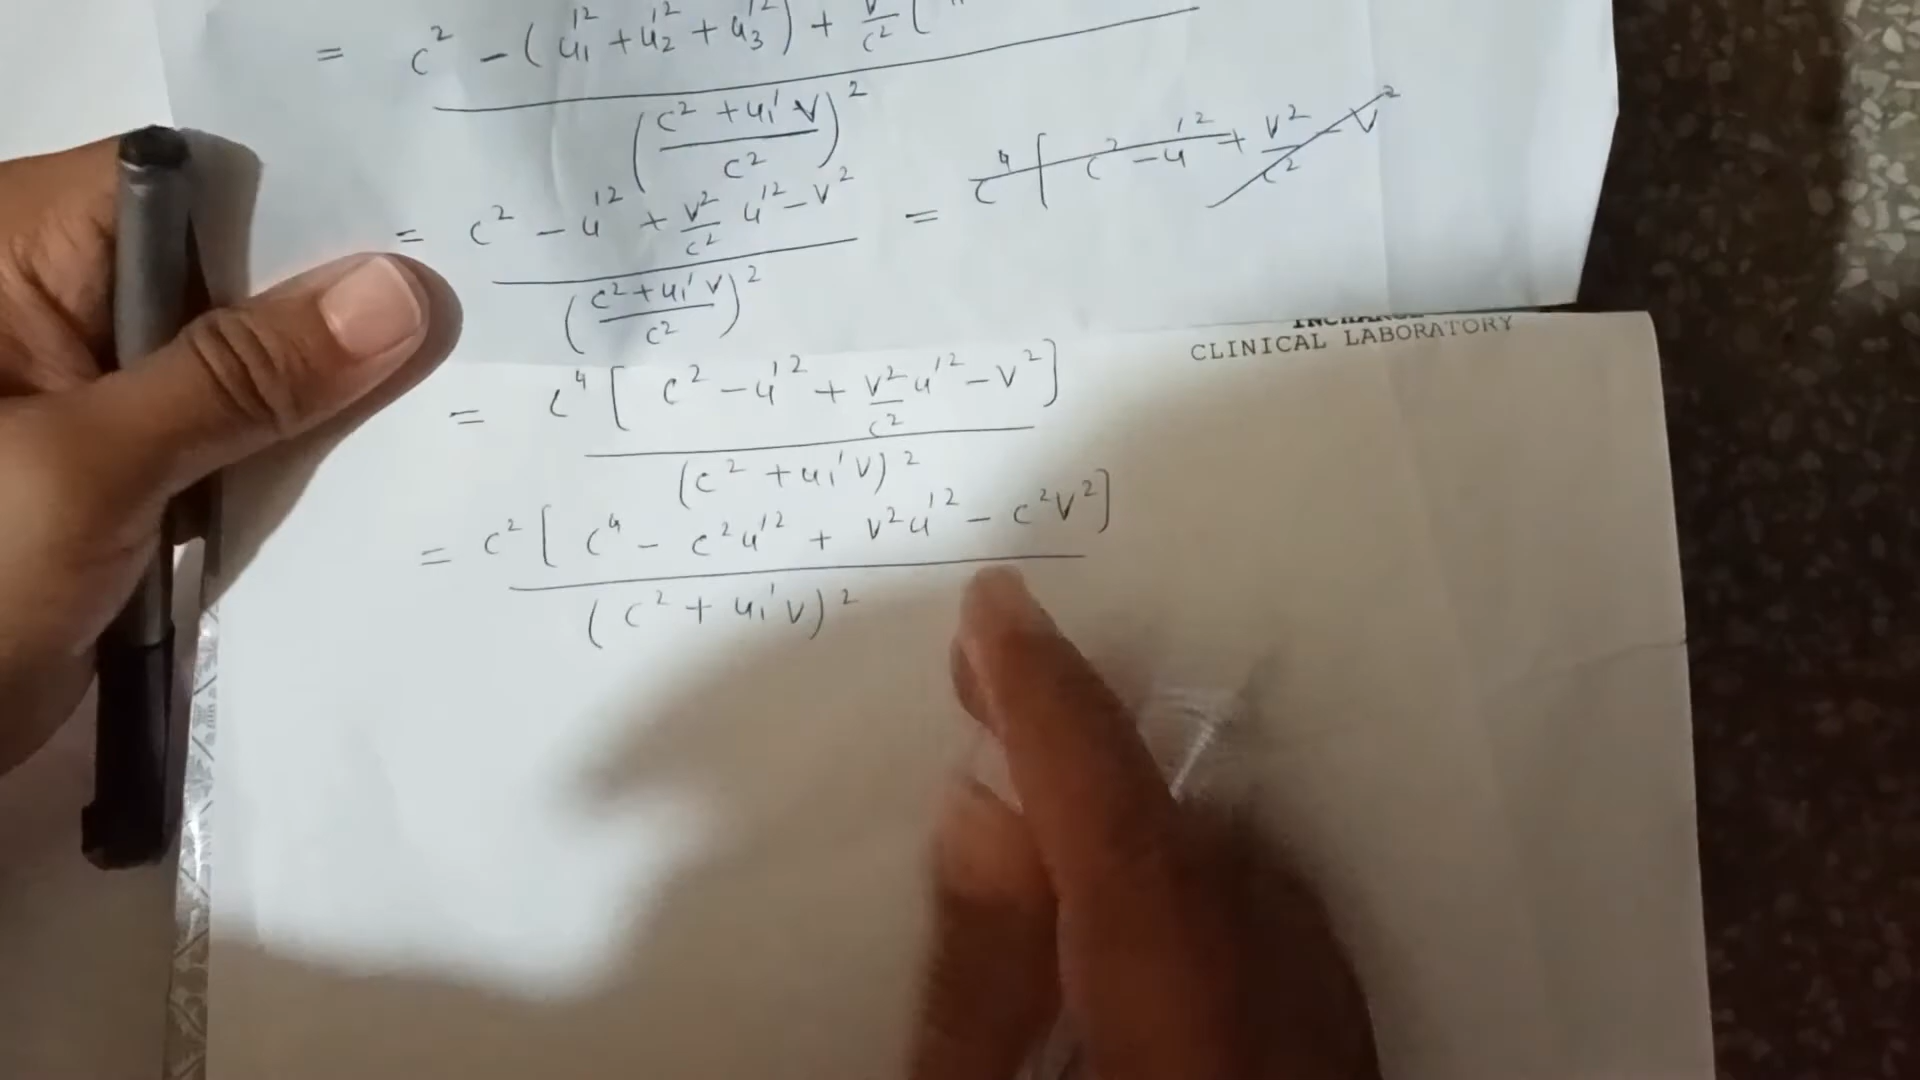 = c² - (u₁'² + u₂'² + u₃'²) + v²/c² (
(c² + u₁'v / c²)²
= c² - u'² + v²/c² u'² - v² = c⁴[ c² - u'² + v²/c² - v²
(c² + u₁'v / c²)²
INCHARGE
CLINICAL LABORATORY
= c⁴ [ c² - u'² + v²/c² u'² - v² ]
(c² + u₁'v)²
= c² [ c⁴ - c²u'² + v²u'² - c²v² ]
(c² + u₁'v)²